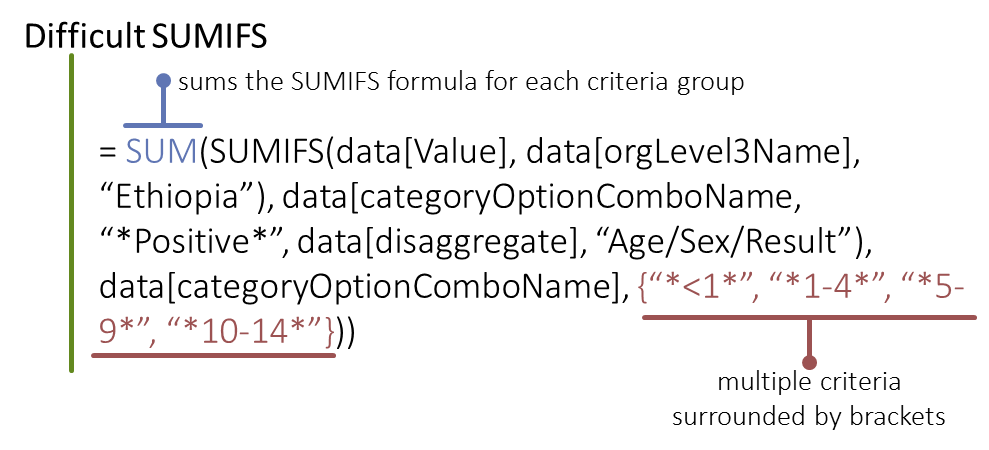 Difficult SUMIFS
sums the SUMIFS formula for each criteria group
= SUM(SUMIFS(data[Value], data[orgLevel3Name],
“Ethiopia”), data[categoryOptionComboName,
“*Positive*”, data[disaggregate], “Age/Sex/Result”),
data[categoryOptionComboName], {“*<1*”, “*1-4*”, “*5-
9*”, “*10-14*”}))
multiple criteria
surrounded by brackets